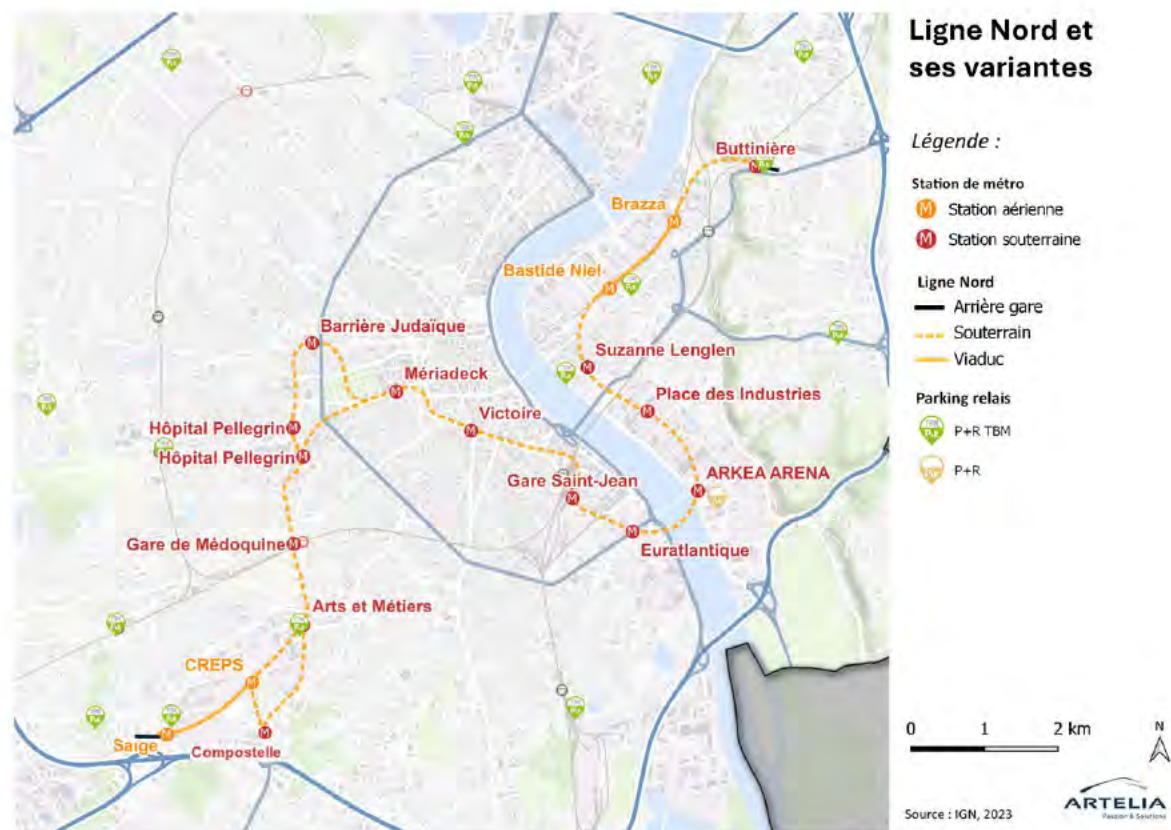 Ligne Nord et
ses variantes
Légende :
Station de métro
M Station aérienne
M Station souterraine
Ligne Nord
Arrière gare
Souterrain
Viaduc
Parking relais
P+R TBM
P+R
Buttinière
Brazza
Bastide Niel
Barrière Judaïque
Suzanne Lenglen
Mériadeck
Place des Industries
Victoire
Hôpital Pellegrin
Hôpital Pellegrin
Gare Saint-Jean
ARKEA ARENA
Gare de Médoquine
Euratlantique
Arts et Métiers
CREPS
Saige
Compostelle
0 1 2 km
N
ARTELIA
Passion & Solutions
Source : IGN, 2023